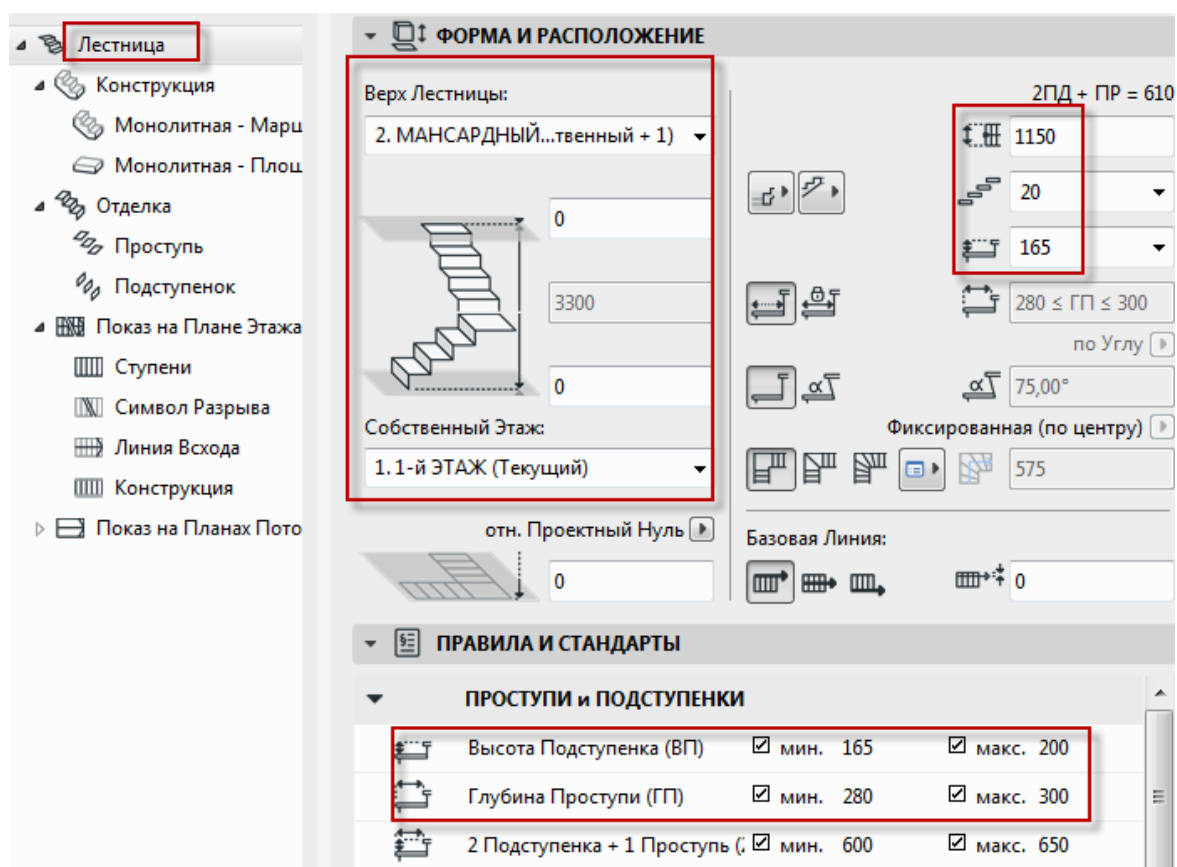 Лестница
Конструкция
Монолитная - Марш
Монолитная - Площ
Отделка
Проступь
Подступенок
Показ на Плане Этажа
Ступени
Символ Разрыва
Линия Всхода
Конструкция
Показ на Планах Пото
ФОРМА И РАСПОЛОЖЕНИЕ
Верх Лестницы:
2. МАНСАРДНЫЙ...твенный + 1)
0
3300
0
Собственный Этаж:
1. 1-й ЭТАЖ (Текущий)
отн. Проектный Нуль
0
2ПД + ПР = 610
1150
20
165
280 ≤ ГП ≤ 300
по Углу
α 75,00°
Фиксированная (по центру)
575
Базовая Линия:
0
ПРАВИЛА И СТАНДАРТЫ
ПРОСТУПИ и ПОДСТУПЕНКИ
Высота Подступенка (ВП) мин. 165 макс. 200
Глубина Проступи (ГП) мин. 280 макс. 300
2 Подступенка + 1 Проступь (2 мин. 600 макс. 650